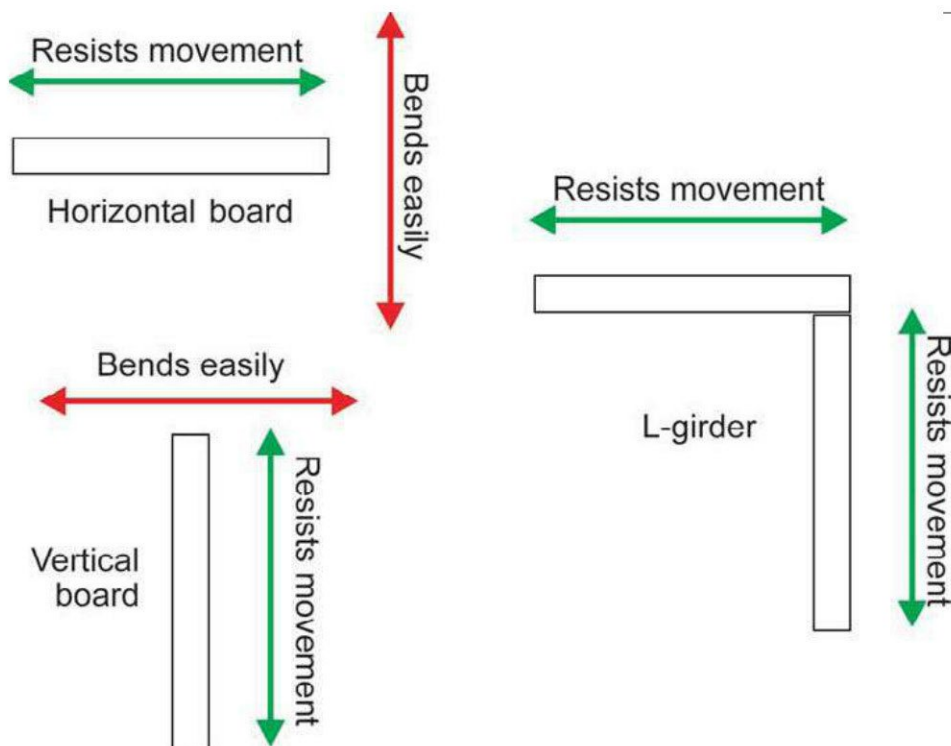 Resists movement
Bends easily
Horizontal board
Bends easily
Vertical
board
Resists movement
Resists movement
L-girder
Resists movement